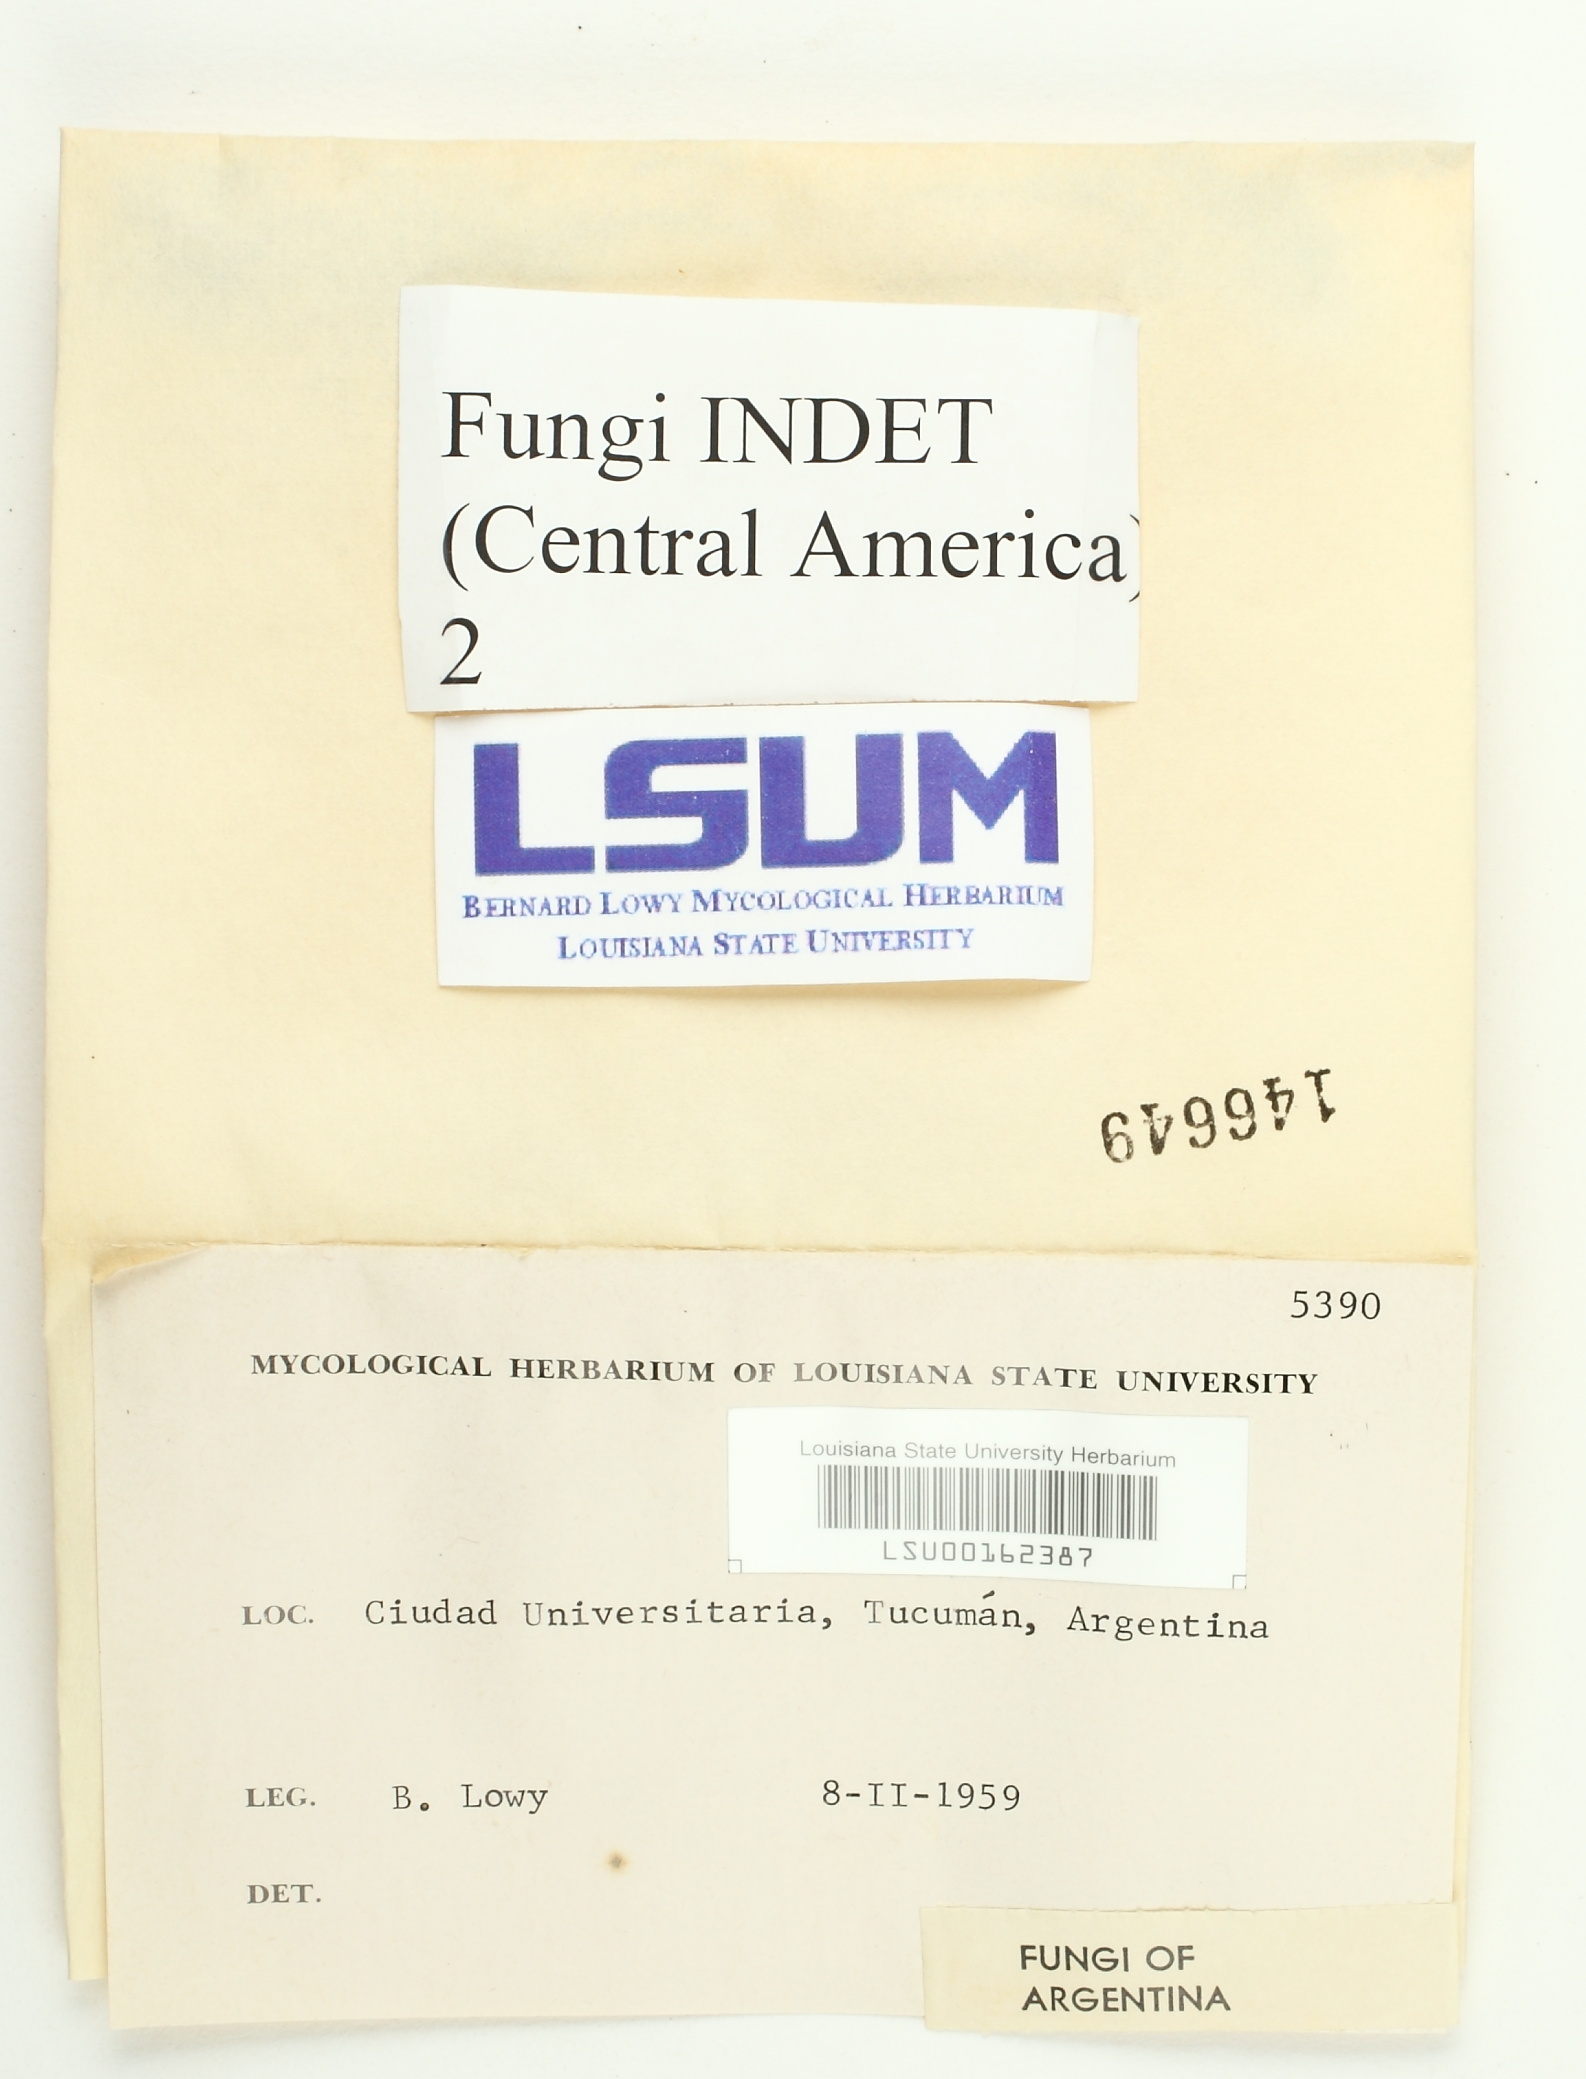 Fungi INDET
(Central America)
2
LSUM
BERNARD LOWY MYCOLOGICAL HERBARIUM
LOUISIANA STATE UNIVERSITY
146649
5390
MYCOLOGICAL HERBARIUM OF LOUISIANA STATE UNIVERSITY
Louisiana State University Herbarium
LSU00162387
LOC. Ciudad Universitaria, Tucumán, Argentina
LEG. B. Lowy 8-II-1959
DET.
FUNGI OF
ARGENTINA